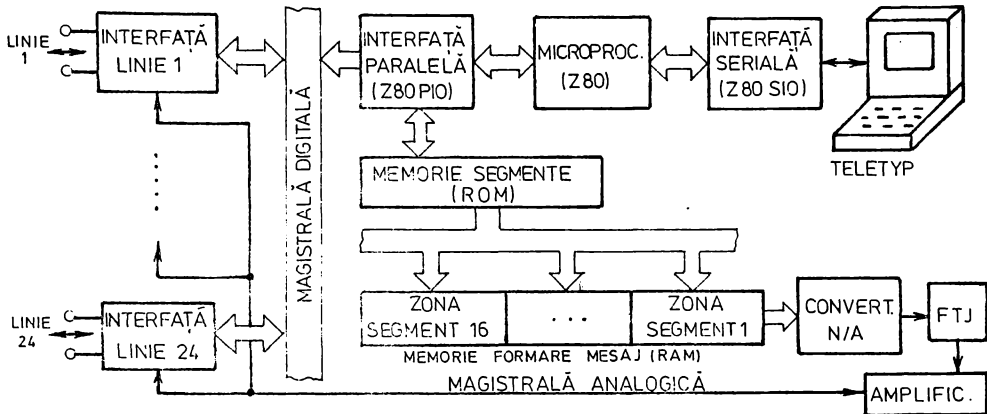 LINIE
1
INTERFAȚĂ
LINIE 1
MAGISTRALĂ DIGITALĂ
INTERFAȚĂ
PARALELĂ
(Z80 PIO)
MICROPROC.
(Z80)
INTERFAȚĂ
SERIALĂ
(Z80 SIO)
TELETYP
MEMORIE SEGMENTE
(ROM)
LINIE
24
INTERFAȚĂ
LINIE 24
ZONA
SEGMENT 16
...
ZONA
SEGMENT 1
MEMORIE FORMARE MESAJ (RAM)
CONVERT.
N/A
FTJ
MAGISTRALĂ ANALOGICĂ
AMPLIFIC.